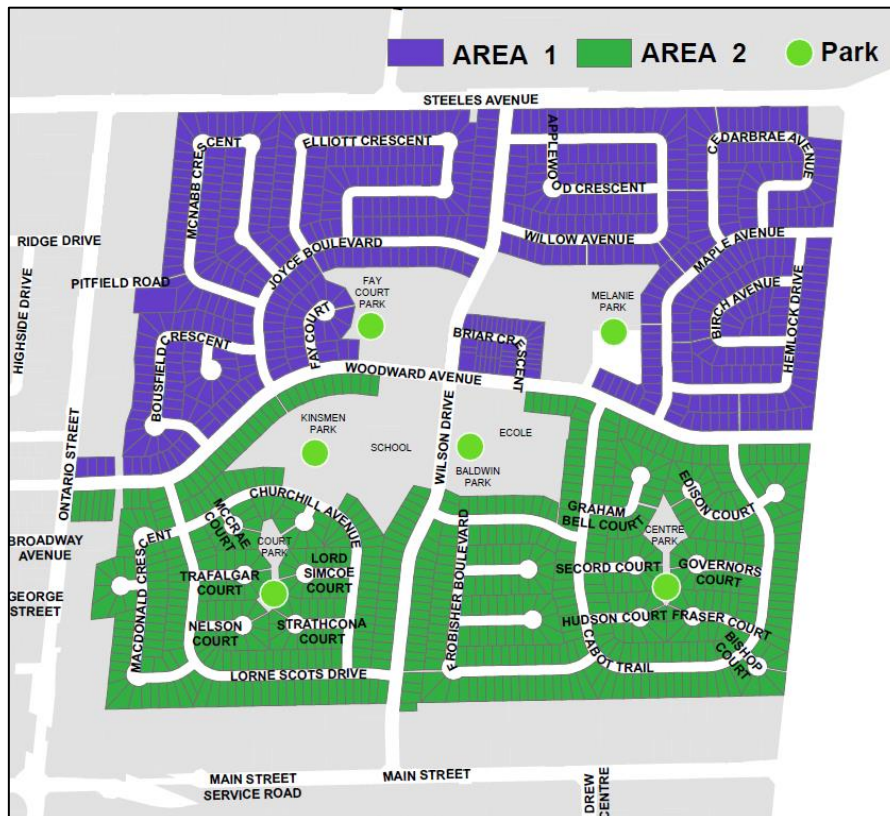 AREA 1
AREA 2
Park
STEELES AVENUE
MCNABB CRESCENT
ELLIOTT CRESCENT
APPLEWOOD CRESCENT
CEDARBRAE AVENUE
RIDGE DRIVE
HIGHSIDE DRIVE
PITFIELD ROAD
JOYCE BOULEVARD
WILLOW AVENUE
MAPLE AVENUE
FAY
COURT
PARK
MELANIE
PARK
BIRCH AVENUE
HEMLOCK DRIVE
FAY COURT
BRIAR CRESCENT
BOUSFIELD CRESCENT
WOODWARD AVENUE
KINSMEN
PARK
SCHOOL
WILSON DRIVE
ECOLE
BALDWIN
PARK
ONTARIO STREET
BROADWAY
AVENUE
GEORGE
STREET
MACDONALD CRESCENT
MCCRAE
COURT
CHURCHILL AVENUE
COURT
PARK
LORD
SIMCOE
COURT
TRAFALGAR
COURT
NELSON
COURT
STRATHCONA
COURT
LORNE SCOTS DRIVE
FROBISHER BOULEVARD
GRAHAM
BELL COURT
EDISON COURT
CENTRE
PARK
SECORD COURT
GOVERNORS
COURT
HUDSON COURT
FRASER COURT
BISHOP
COURT
CABOT TRAIL
MAIN STREET
SERVICE ROAD
MAIN STREET
DREW
CENTRE